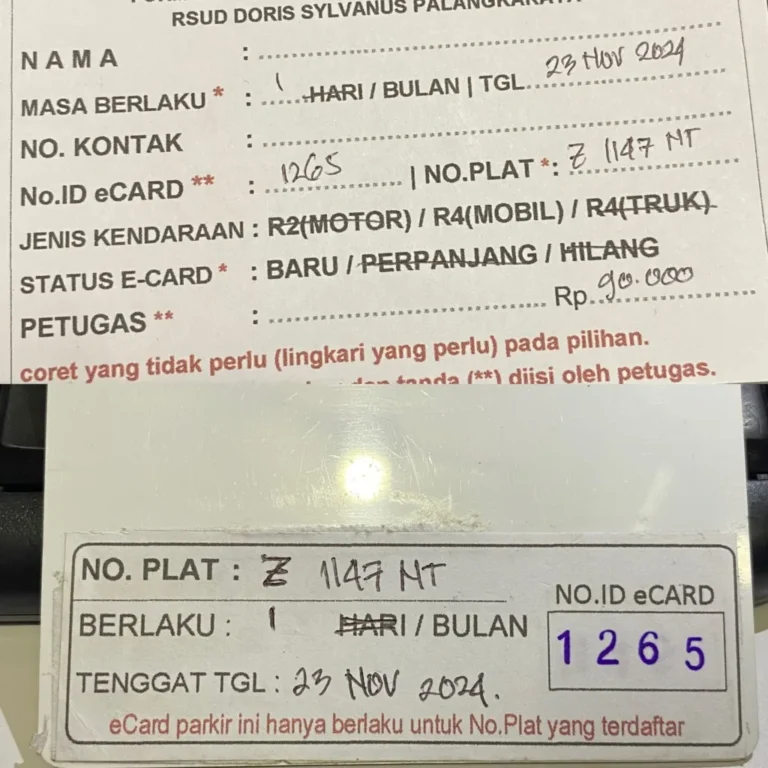 RSUD DORIS SYLVANUS
NAMA :
MASA BERLAKU * : 1 HARI / BULAN | TGL. 23 NOV 2024
NO. KONTAK :
No.ID eCARD ** : 1265 | NO.PLAT *: Z 1147 NT
JENIS KENDARAAN : R2(MOTOR) / R4(MOBIL) / R4(TRUK)
STATUS E-CARD * : BARU / PERPANJANG / HILANG
PETUGAS ** : Rp. 90.000
coret yang tidak perlu (lingkari yang perlu) pada pilihan.
tanda (**) diisi oleh petugas.
NO. PLAT : Z 1147 NT
BERLAKU : 1 HARI / BULAN
TENGGAT TGL : 23 NOV 2024.
NO.ID eCARD
1265
eCard parkir ini hanya berlaku untuk No.Plat yang terdaftar